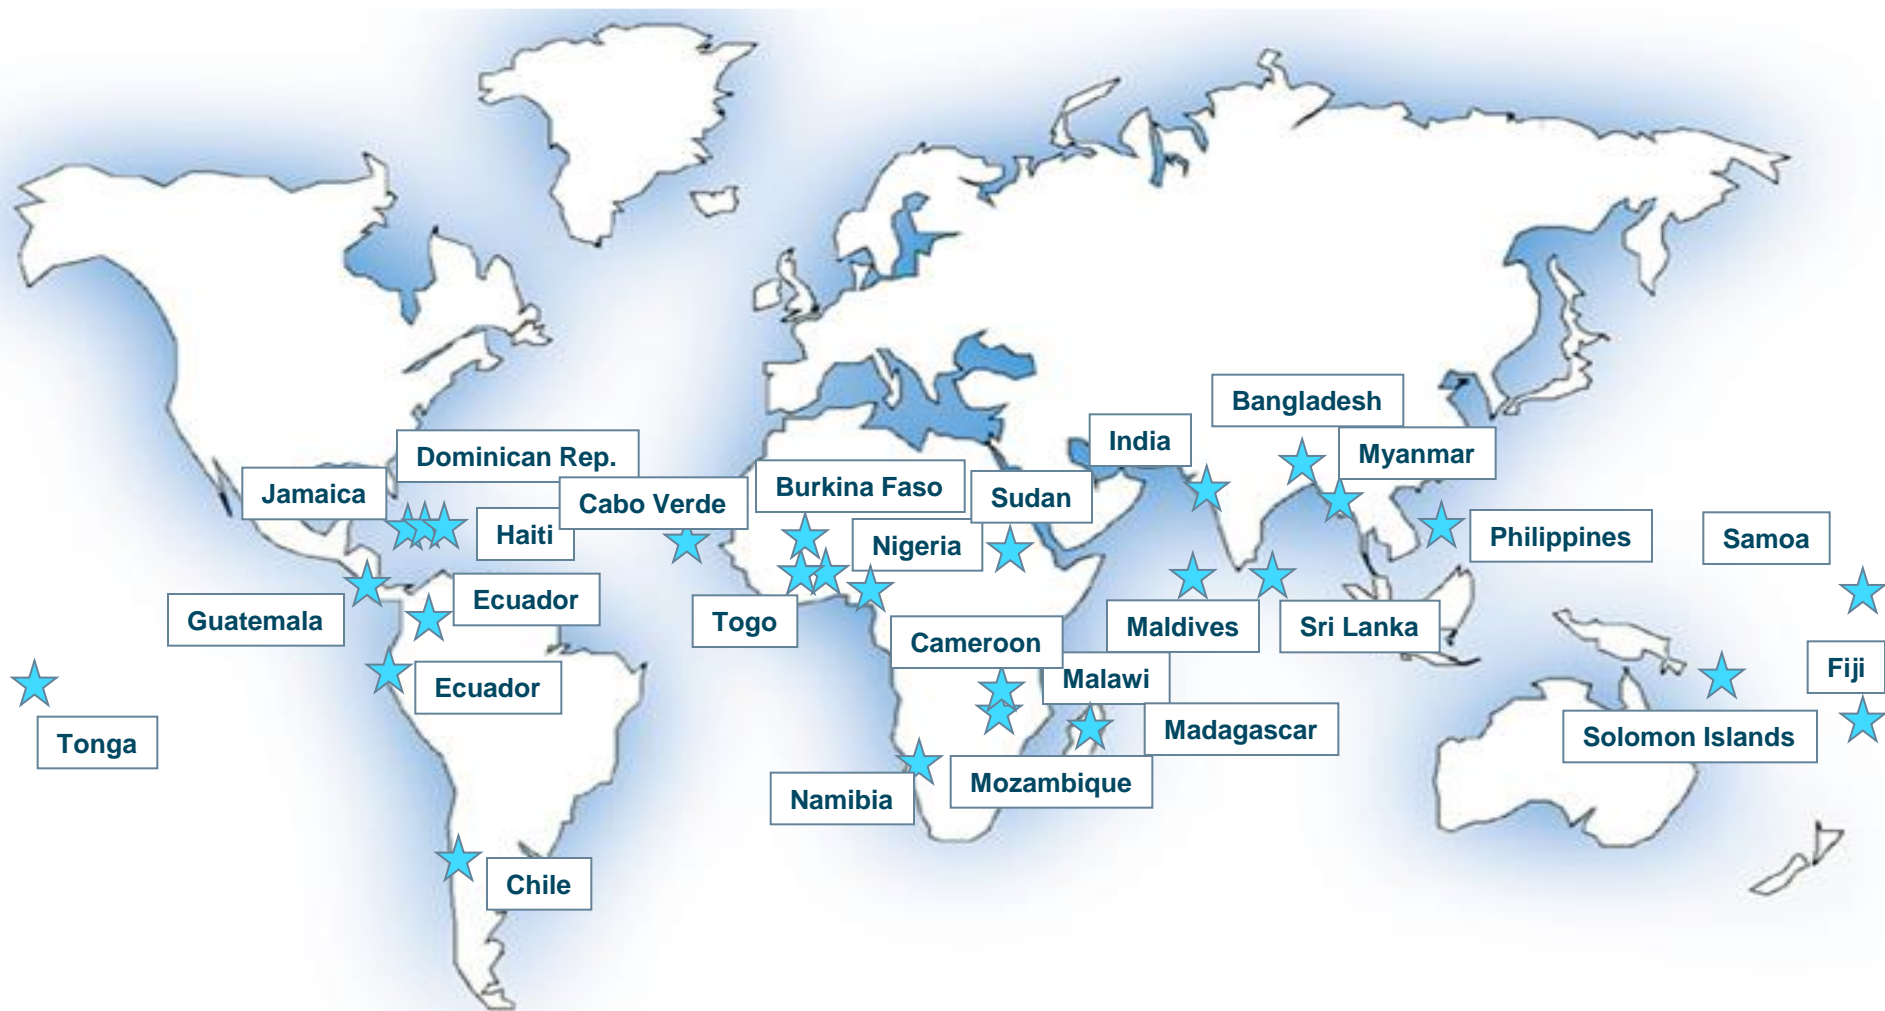 Bangladesh
India
Myanmar
Dominican Rep.
Jamaica
Burkina Faso
Sudan
Cabo Verde
Haiti
Nigeria
Philippines
Samoa
Ecuador
Guatemala
Togo
Cameroon
Maldives
Sri Lanka
Fiji
Ecuador
Malawi
Tonga
Madagascar
Solomon Islands
Mozambique
Namibia
Chile